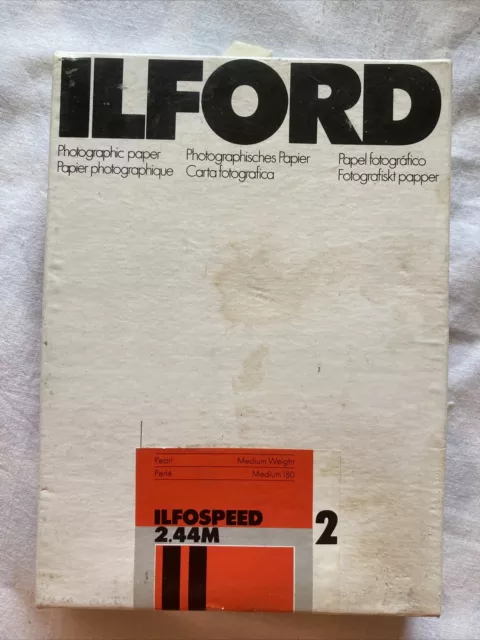 ILFORD
Photographic paper Photographisches Papier Papel fotográfico
Papier photographique Carta fotografica Fotografiskt papper
Pearl Medium Weight
Perlé Medium 180
ILFOSPEED 2
2.44M